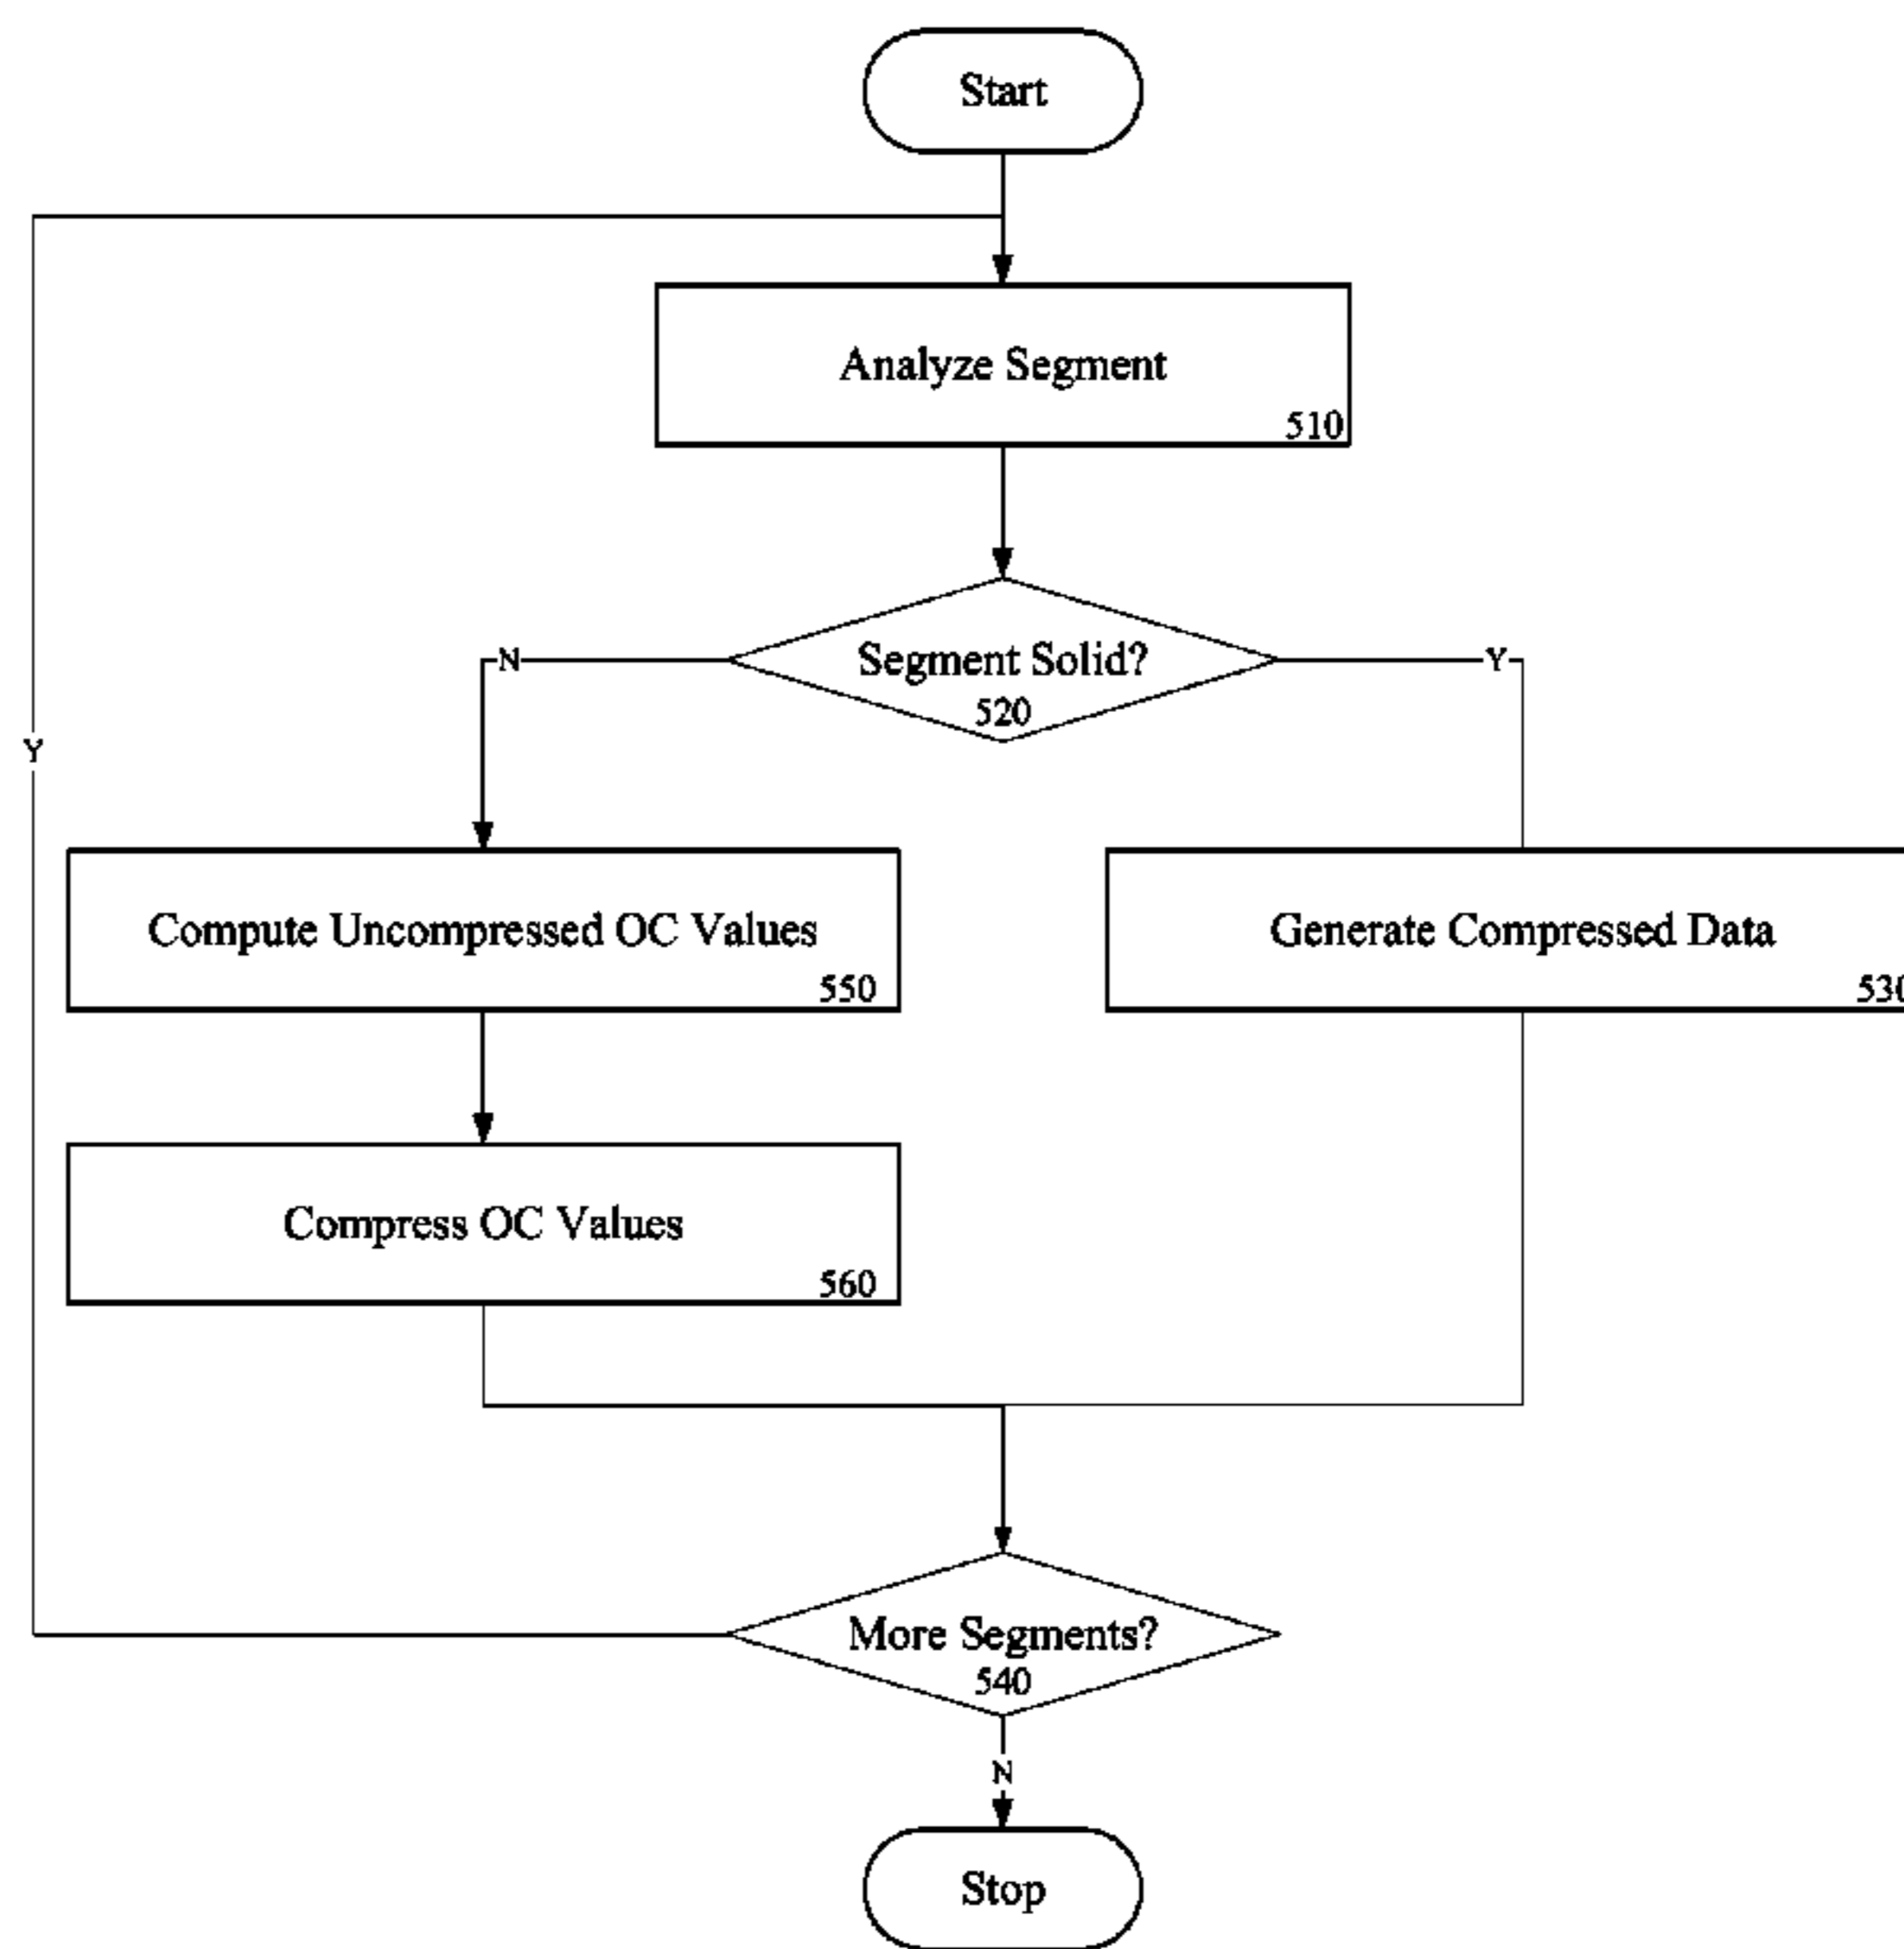 Start
Analyze Segment
510
Segment Solid?
520
N
Y
Y
Compute Uncompressed OC Values
550
Generate Compressed Data
530
Compress OC Values
560
More Segments?
540
N
Stop